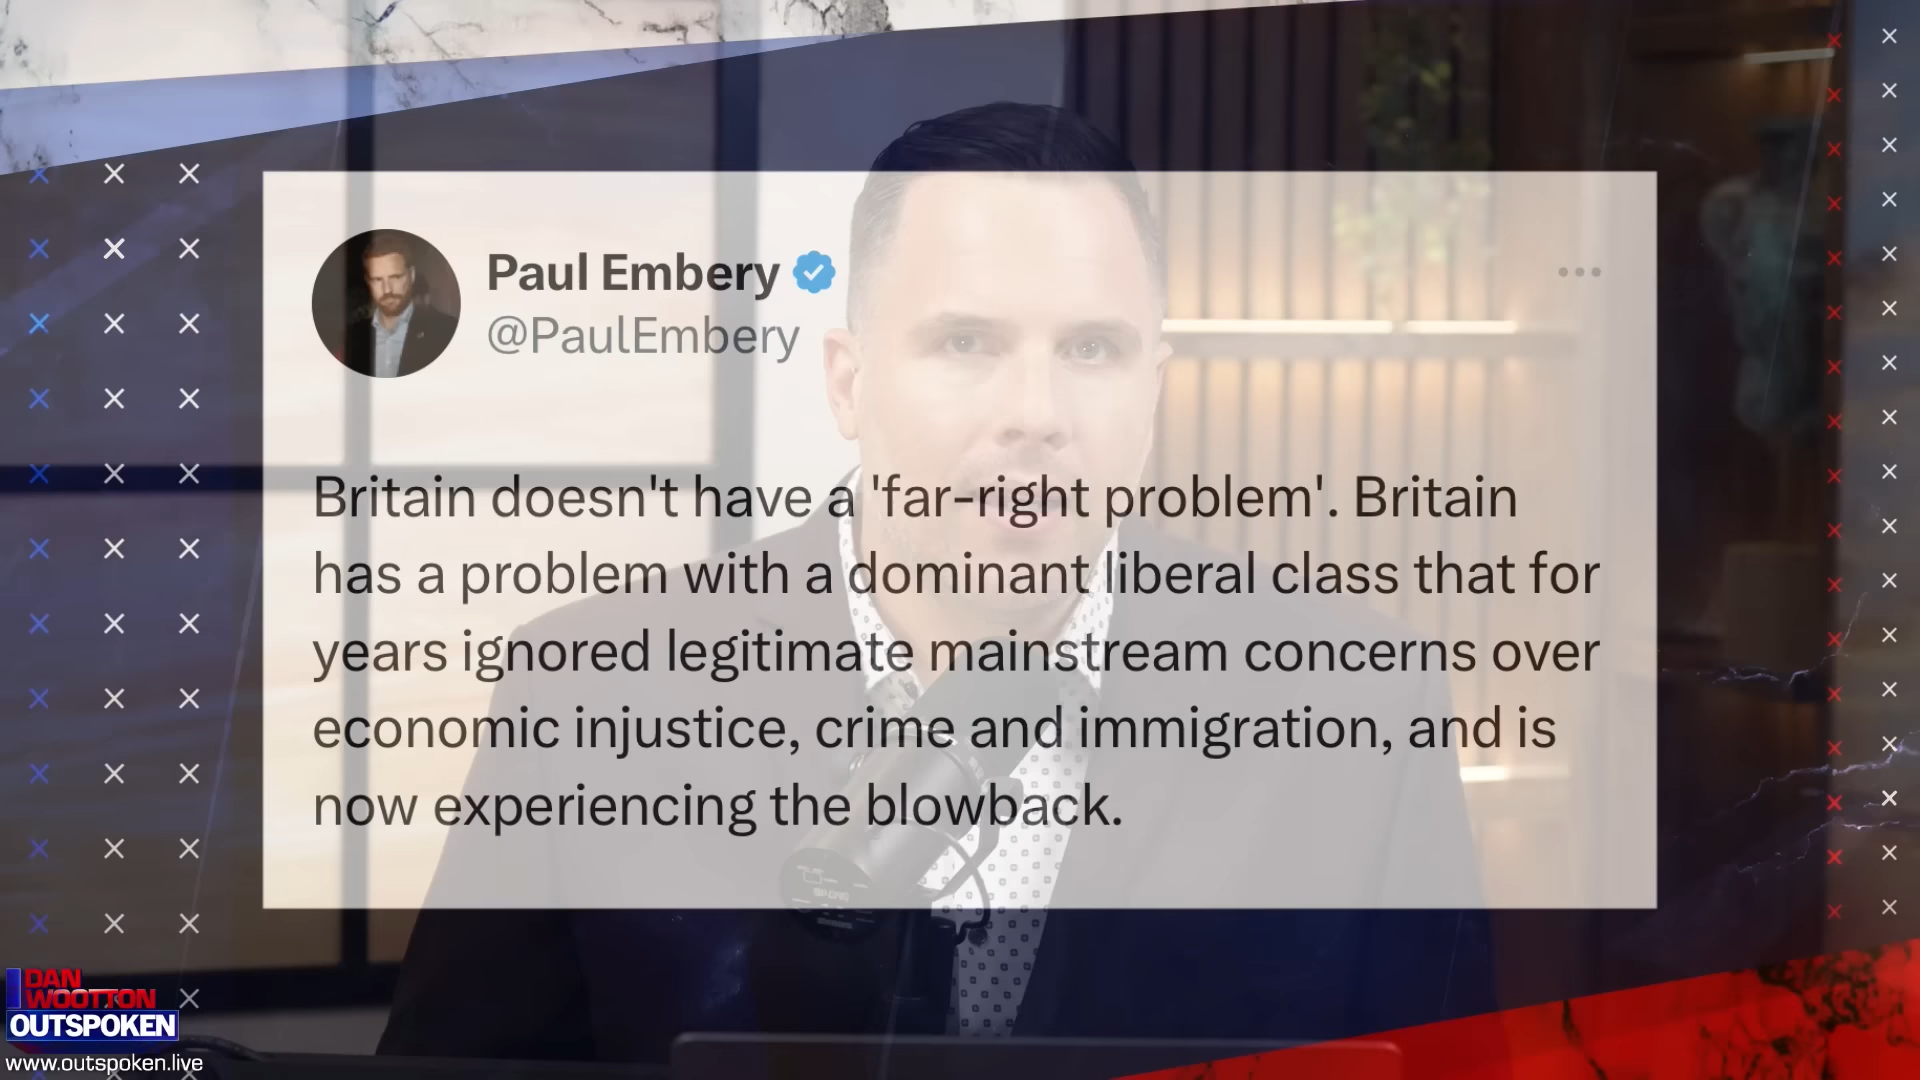 Paul Embery
@PaulEmbery
Britain doesn't have a 'far-right problem'. Britain
has a problem with a dominant liberal class that for
years ignored legitimate mainstream concerns over
economic injustice, crime and immigration, and is
now experiencing the blowback.
DAN
WOOTTON
OUTSPOKEN
www.outspoken.live